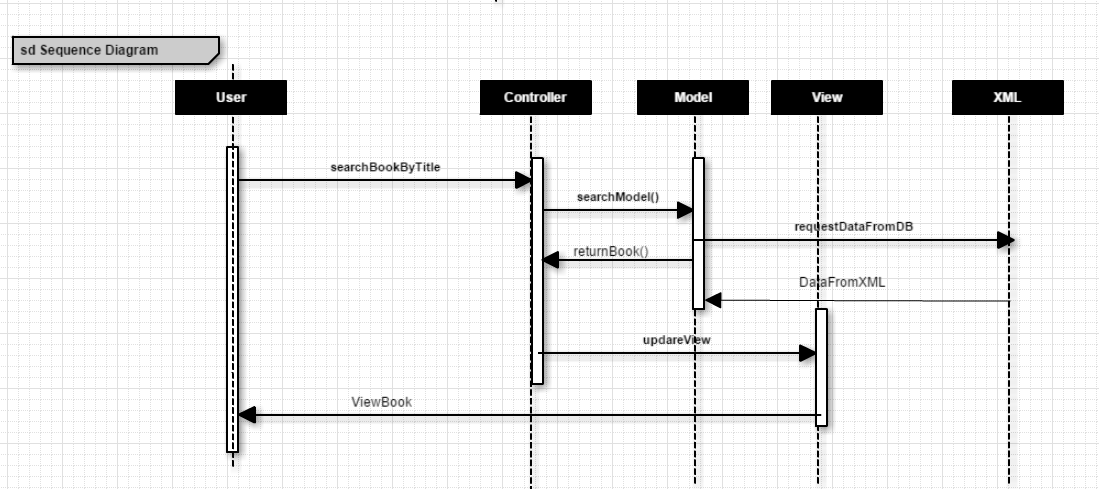 sd Sequence Diagram
User
Controller
Model
View
XML
searchBookByTitle
searchModel()
requestDataFromDB
returnBook()
DataFromXML
updareView
ViewBook